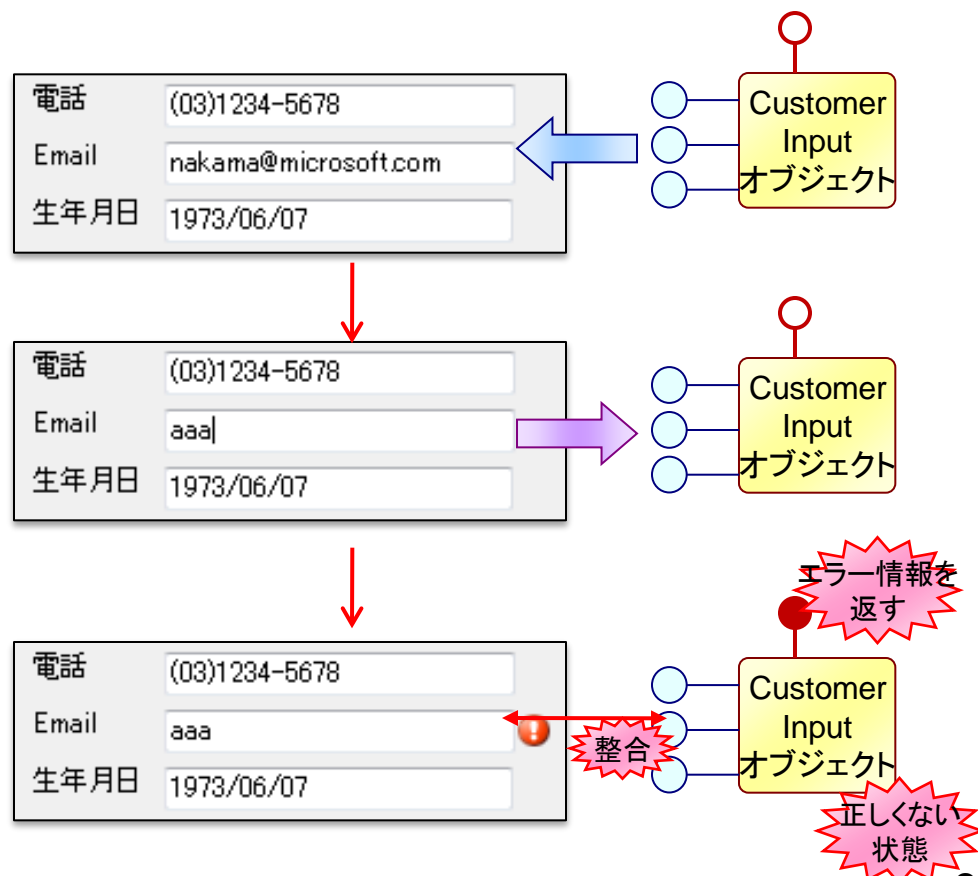 電話 (03)1234-5678
Email nakama@microsoft.com
生年月日 1973/06/07
Customer
Input
オブジェクト
電話 (03)1234-5678
Email aaa
生年月日 1973/06/07
Customer
Input
オブジェクト
エラー情報を
返す
電話 (03)1234-5678
Email aaa
生年月日 1973/06/07
整合
Customer
Input
オブジェクト
正しくない
状態